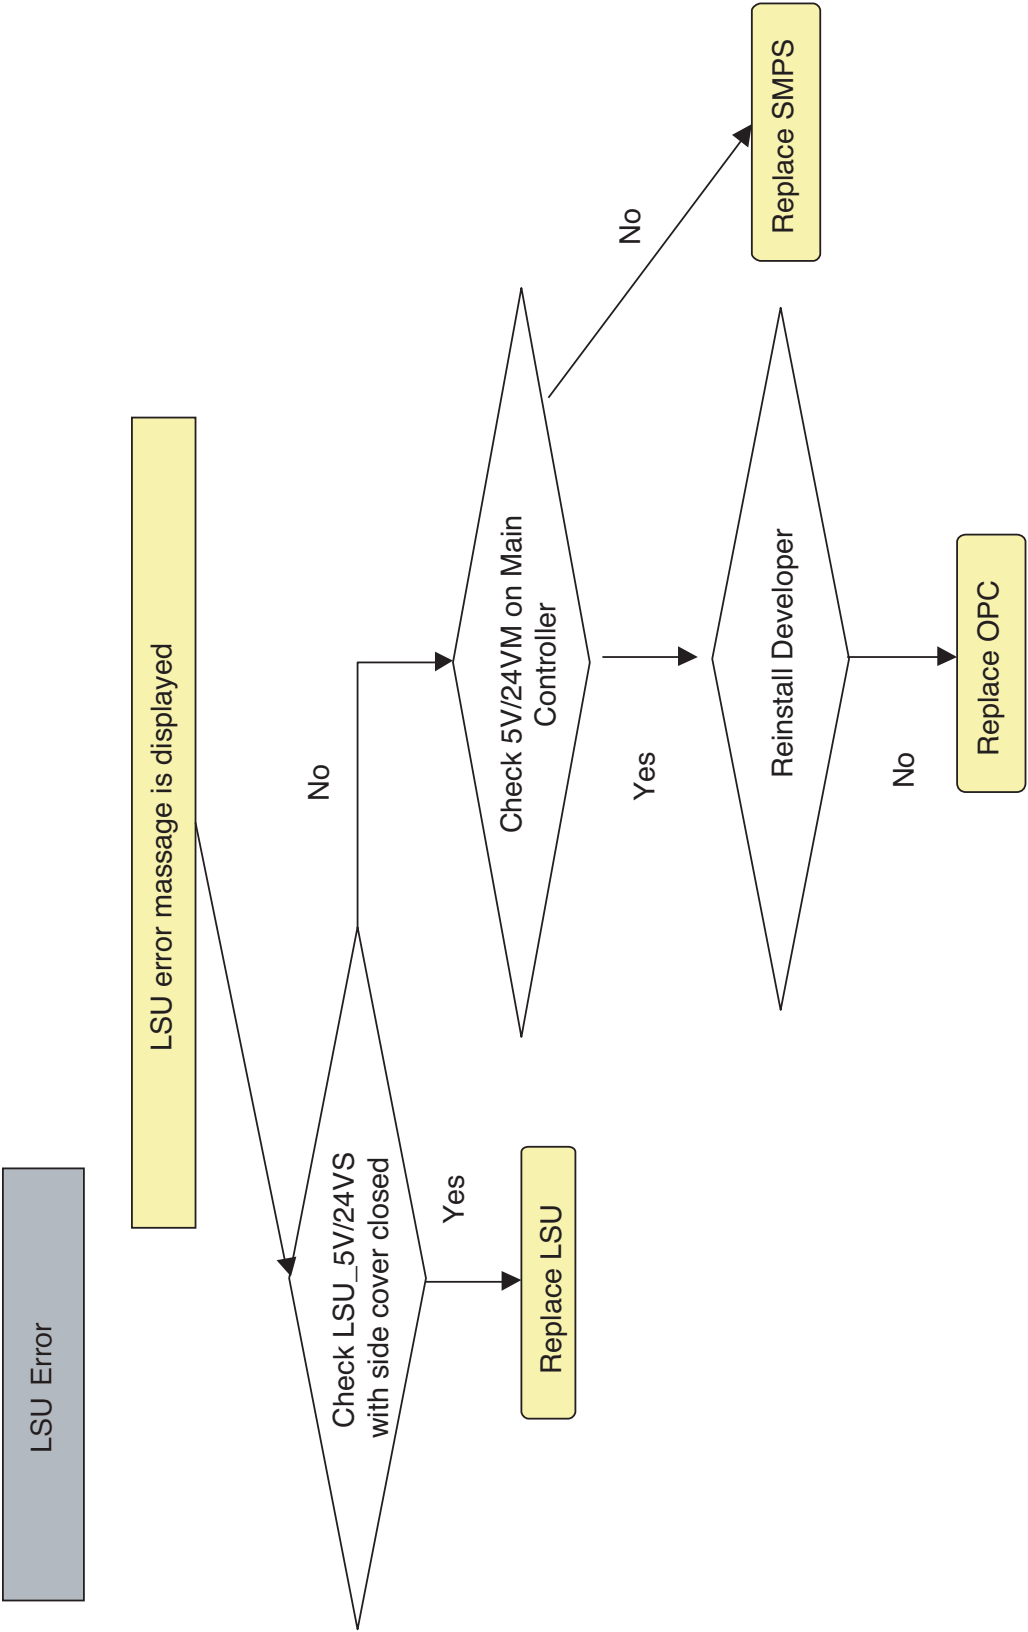 LSU Error
LSU error massage is displayed
Check LSU_5V/24VS
with side cover closed
No
Yes
Replace LSU
Check 5V/24VM on Main
Controller
No
Replace SMPS
Yes
Reinstall Developer
No
Replace OPC